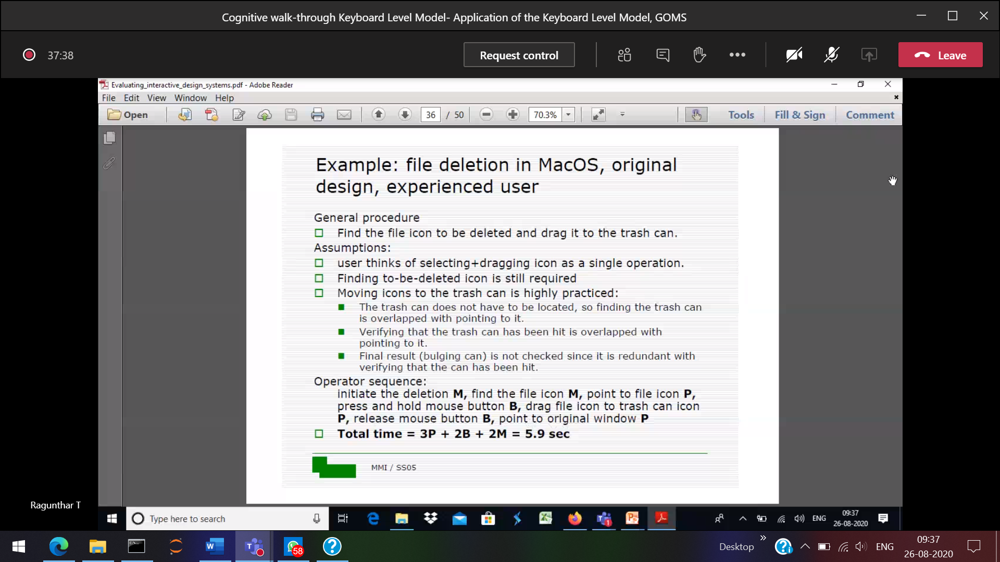 Cognitive walk-through Keyboard Level Model- Application of the Keyboard Level Model, GOMS
37:38
Request control
Leave
Evaluating_interactive_design_systems.pdf - Adobe Reader
File Edit View Window Help
Open
36 / 50
70.3%
Tools
Fill & Sign
Comment
Example: file deletion in MacOS, original
design, experienced user
General procedure
Find the file icon to be deleted and drag it to the trash can.
Assumptions:
user thinks of selecting+dragging icon as a single operation.
Finding to-be-deleted icon is still required
Moving icons to the trash can is highly practiced:
The trash can does not have to be located, so finding the trash can
is overlapped with pointing to it.
Verifying that the trash can has been hit is overlapped with
pointing to it.
Final result (bulging can) is not checked since it is redundant with
verifying that the can has been hit.
Operator sequence:
initiate the deletion M, find the file icon M, point to file icon P,
press and hold mouse button B, drag file icon to trash can icon
P, release mouse button B, point to original window P
Total time = 3P + 2B + 2M = 5.9 sec
MMI / SS05
Ragunthar T
Type here to search
1
ENG
09:37
26-08-2020
58
Desktop
ENG
09:37
26-08-2020